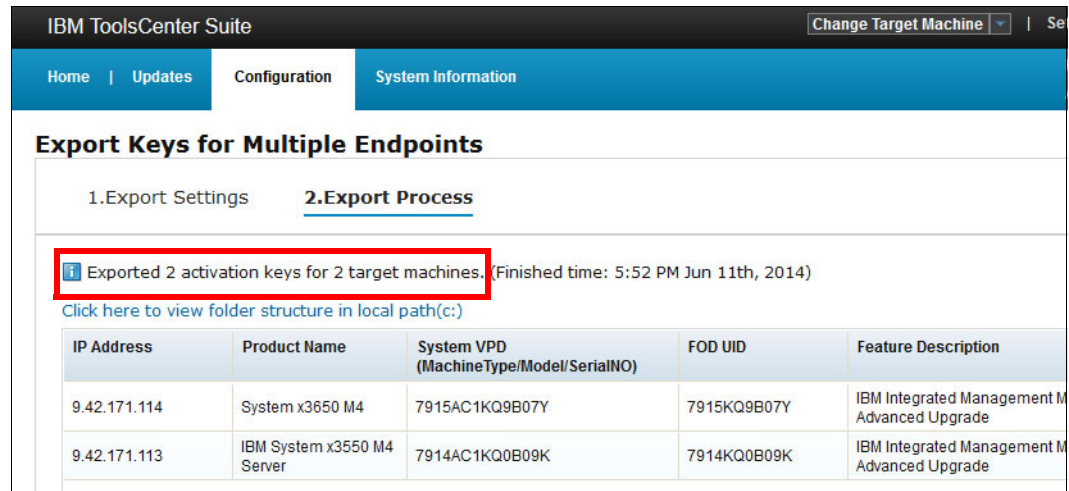 IBM ToolsCenter Suite
Change Target Machine | Se
Home | Updates Configuration System Information
Export Keys for Multiple Endpoints
1.Export Settings 2.Export Process
Exported 2 activation keys for 2 target machines. (Finished time: 5:52 PM Jun 11th, 2014)
Click here to view folder structure in local path(c:)
IP Address Product Name System VPD FOD UID Feature Description
(MachineType/Model/SerialNO)
9.42.171.114 System x3650 M4 7915AC1KQ9B07Y 7915KQ9B07Y IBM Integrated Management M
Advanced Upgrade
9.42.171.113 IBM System x3550 M4 7914AC1KQ0B09K 7914KQ0B09K IBM Integrated Management M
Server Advanced Upgrade